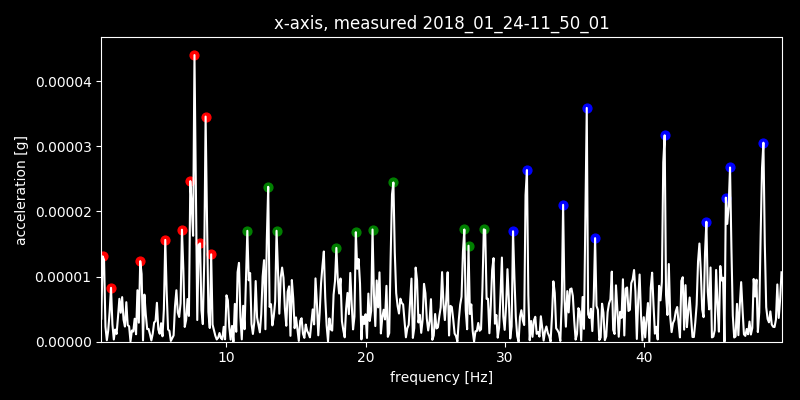 x-axis, measured 2018_01_24-11_50_01
0.00004
0.00003
0.00002
0.00001
0.00000
acceleration [g]
10 20 30 40
frequency [Hz]